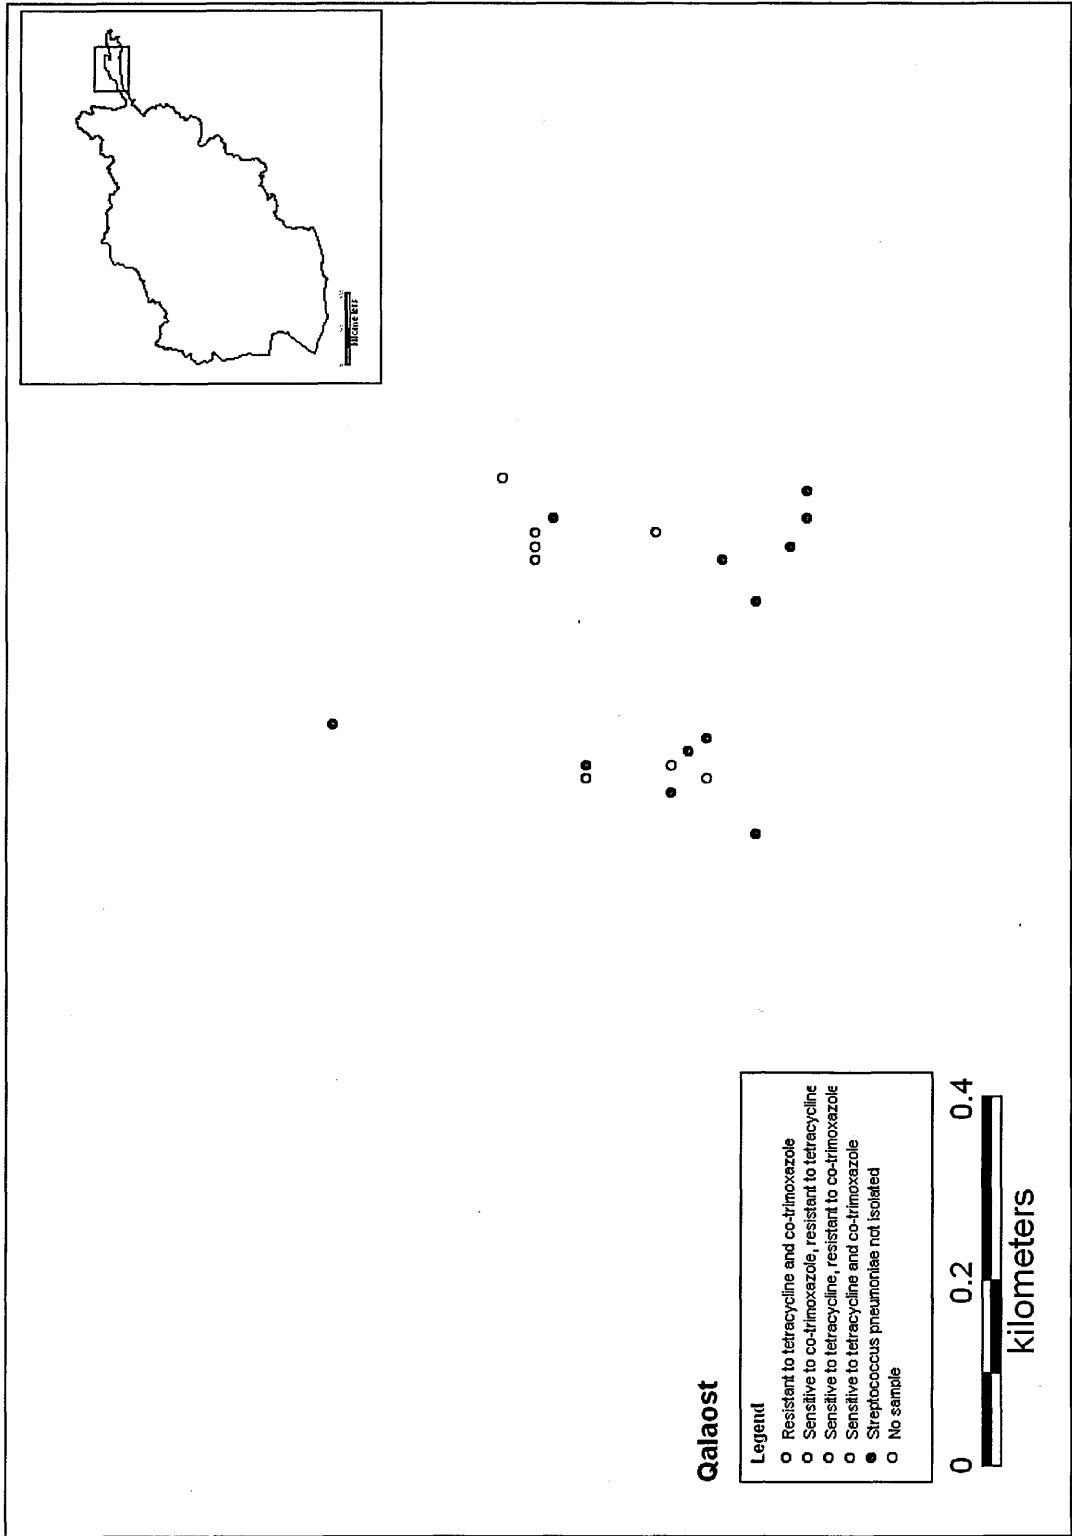 Qalaost
Legend
Resistant to tetracycline and co-trimoxazole
Sensitive to co-trimoxazole, resistant to tetracycline
Sensitive to tetracycline, resistant to co-trimoxazole
Sensitive to tetracycline and co-trimoxazole
Streptococcus pneumoniae not isolated
No sample
0 0.2 0.4
kilometers
kilometers